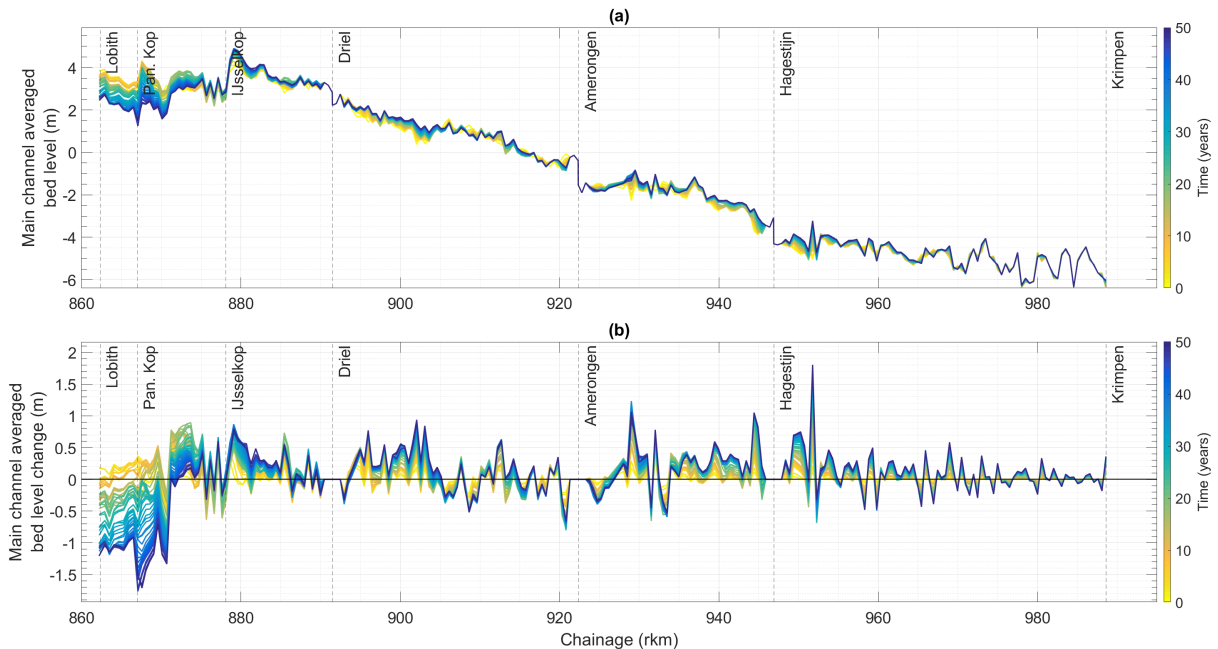 (a)
Main channel averaged
bed level (m)
4
2
0
-2
-4
-6
Lobith
Pan. Kop
IJsselkop
Driel
Amerongen
Hagestijn
Krimpen
860
880
900
920
940
960
980
50
40
30
20
10
0
Time (years)
(b)
Main channel averaged
bed level change (m)
2
1.5
1
0.5
0
-0.5
-1
-1.5
Lobith
Pan. Kop
IJsselkop
Driel
Amerongen
Hagestijn
Krimpen
860
880
900
920
940
960
980
Chainage (rkm)
50
40
30
20
10
0
Time (years)